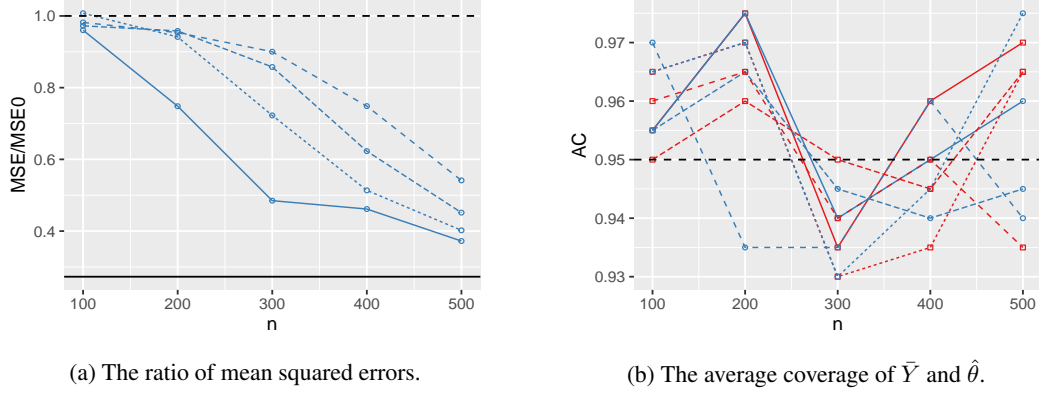 1.0
0.8
0.6
0.4
MSE/MSE0
100 200 300 400 500
n
(a) The ratio of mean squared errors.
0.97
0.96
0.95
0.94
0.93
AC
100 200 300 400 500
n
(b) The average coverage of Ȳ and θ̂.